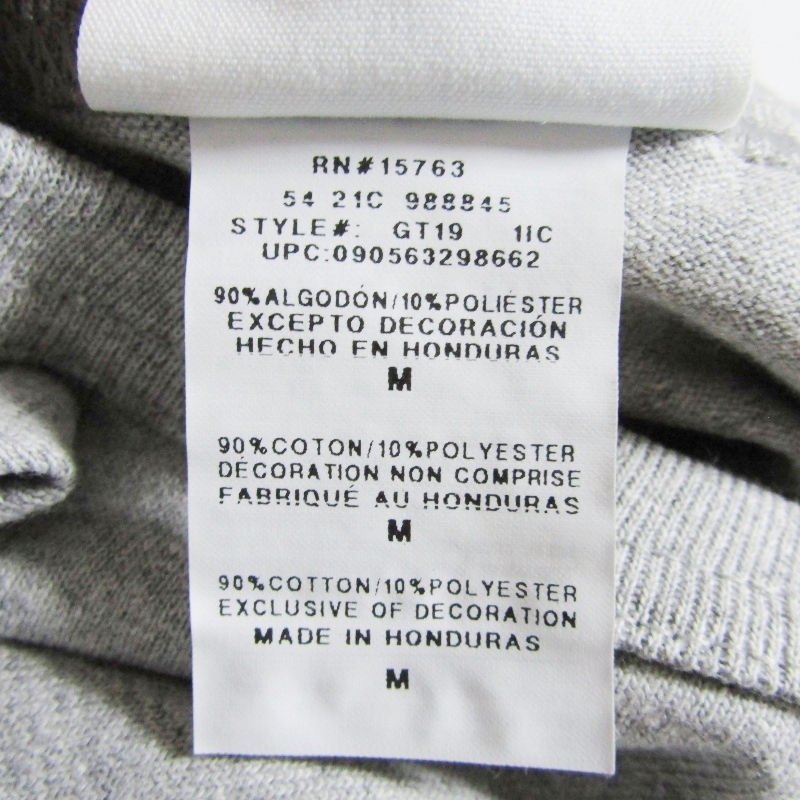 RN#15763
54 21C 988845
STYLE#: GT19 1IC
UPC:090563298662
90%ALGODÓN/10%POLIÉSTER
EXCEPTO DECORACIÓN
HECHO EN HONDURAS
M
90%COTON/10%POLYESTER
DÉCORATION NON COMPRISE
FABRIQUÉ AU HONDURAS
M
90%COTTON/10%POLYESTER
EXCLUSIVE OF DECORATION
MADE IN HONDURAS
M